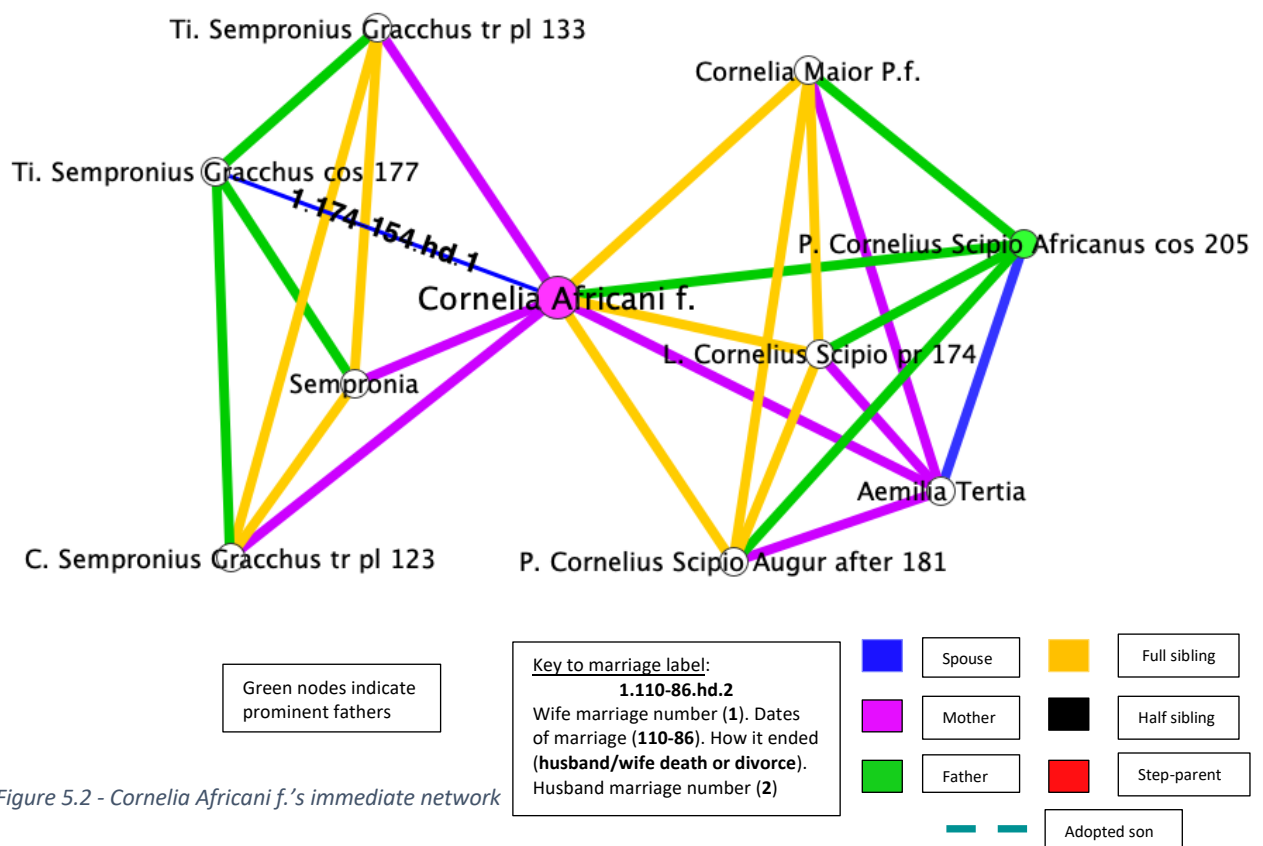 Ti. Sempronius Gracchus tr pl 133
Cornelia Maior P.f.
Ti. Sempronius Gracchus cos 177
1.174-154.hd.1
P. Cornelius Scipio Africanus cos 205
Cornelia Africani f.
L. Cornelius Scipio pr 174
Sempronia
Aemilia Tertia
C. Sempronius Gracchus tr pl 123
P. Cornelius Scipio Augur after 181
Green nodes indicate
prominent fathers
Key to marriage label:
1.110-86.hd.2
Wife marriage number (1). Dates
of marriage (110-86). How it ended
(husband/wife death or divorce).
Husband marriage number (2)
Spouse
Full sibling
Mother
Half sibling
Father
Step-parent
Adopted son
Figure 5.2 - Cornelia Africani f.’s immediate network